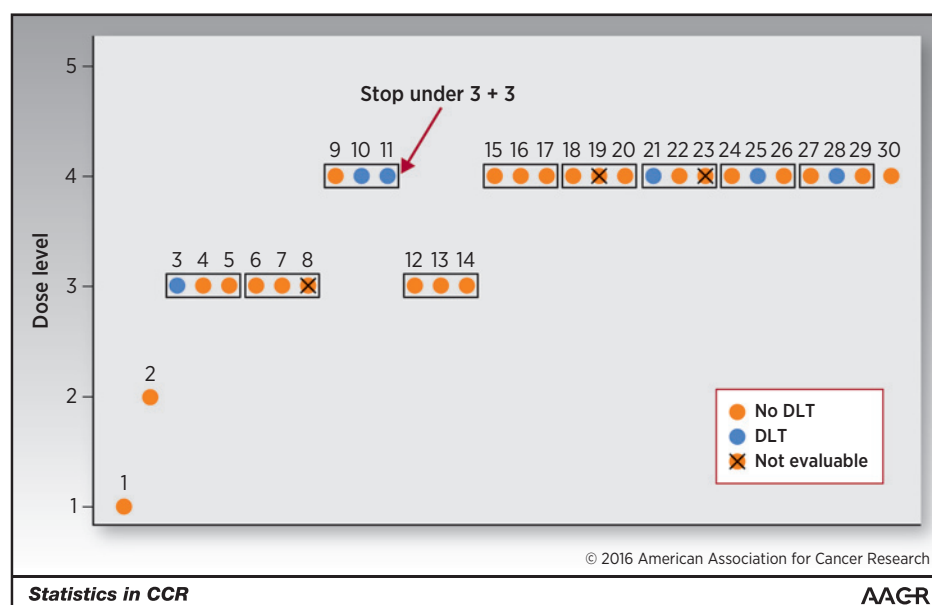 5
Stop under 3 + 3
9 10 11 15 16 17 18 19 20 21 22 23 24 25 26 27 28 29 30
4
Dose level
3 4 5 6 7 8 12 13 14
3
2
2
No DLT
DLT
Not evaluable
1
1
© 2016 American Association for Cancer Research
Statistics in CCR
AACR